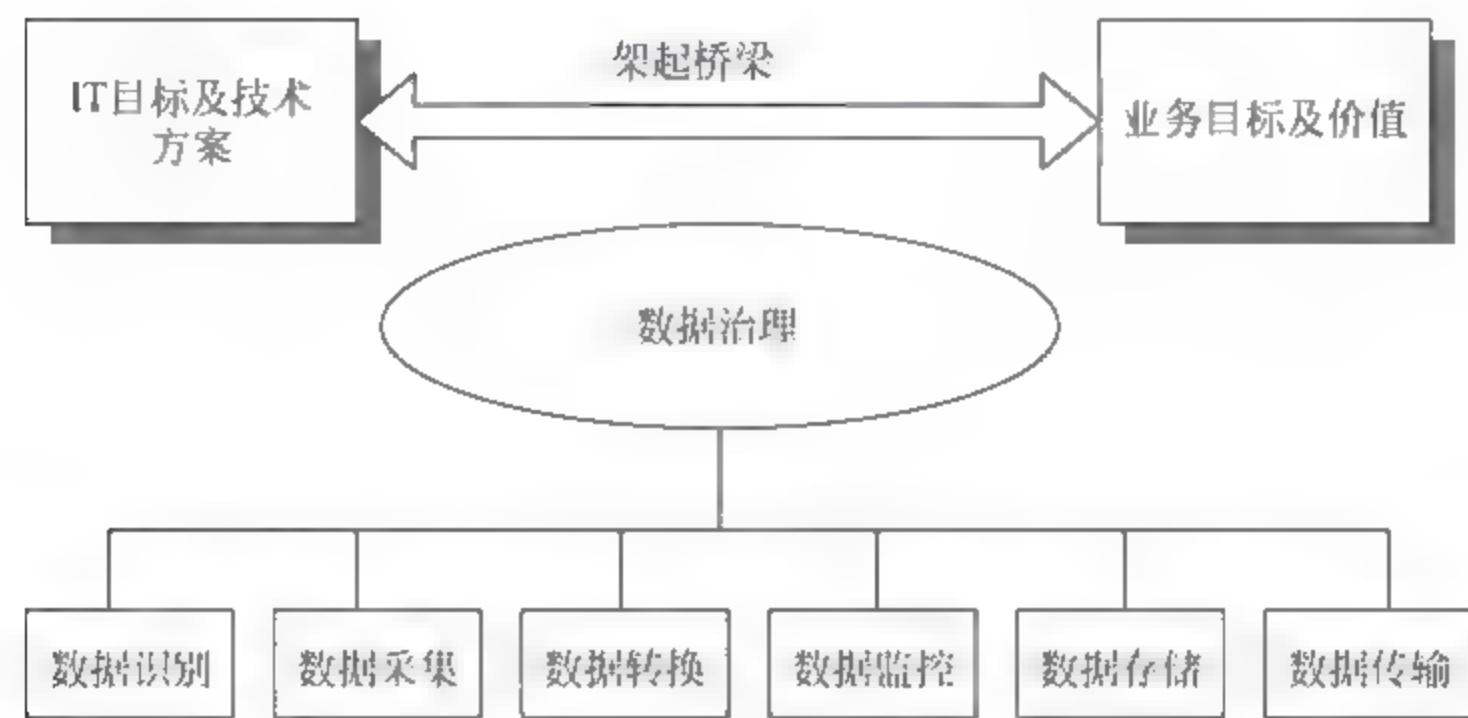 架起桥梁
IT目标及技术
方案
业务目标及价值
数据治理
数据识别
数据采集
数据转换
数据监控
数据存储
数据传输